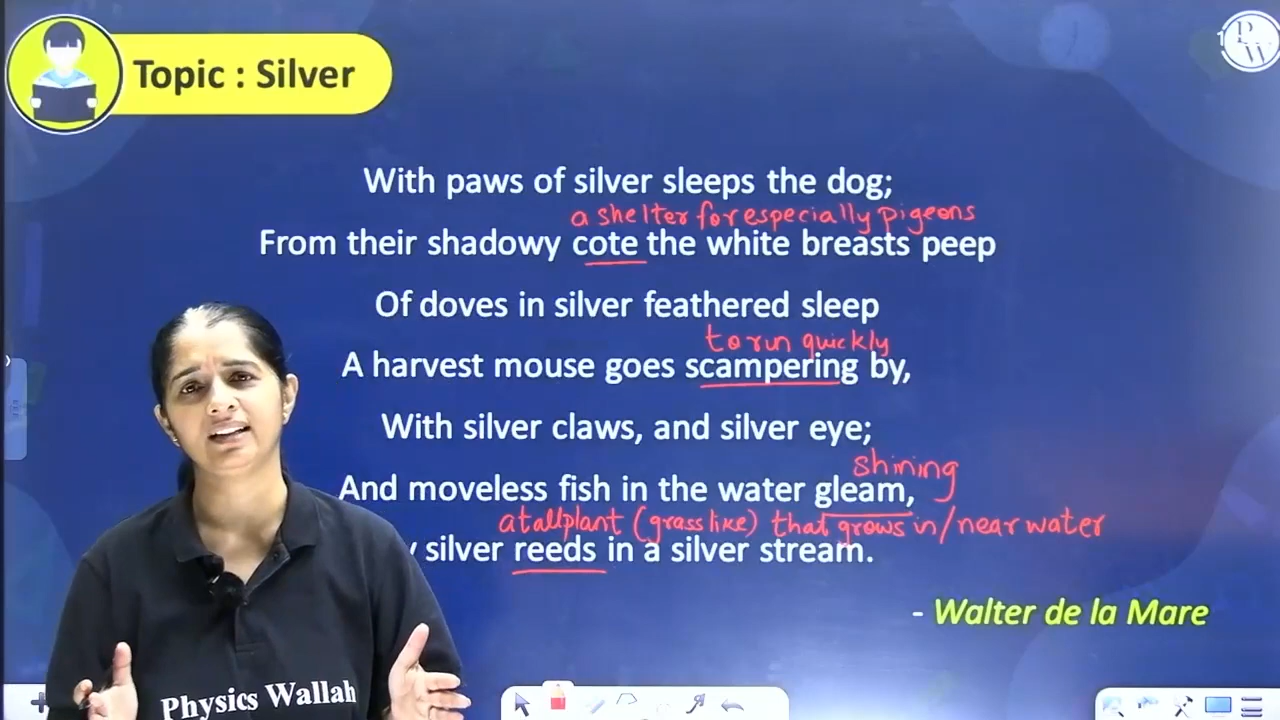 Topic : Silver
PW
With paws of silver sleeps the dog;
a shelter for especially pigeons
From their shadowy cote the white breasts peep
Of doves in silver feathered sleep
to run quickly
A harvest mouse goes scampering by,
With silver claws, and silver eye;
shining
And moveless fish in the water gleam,
a tall plant (grass like) that grows in/near water
silver reeds in a silver stream.
- Walter de la Mare
Physics Wallah